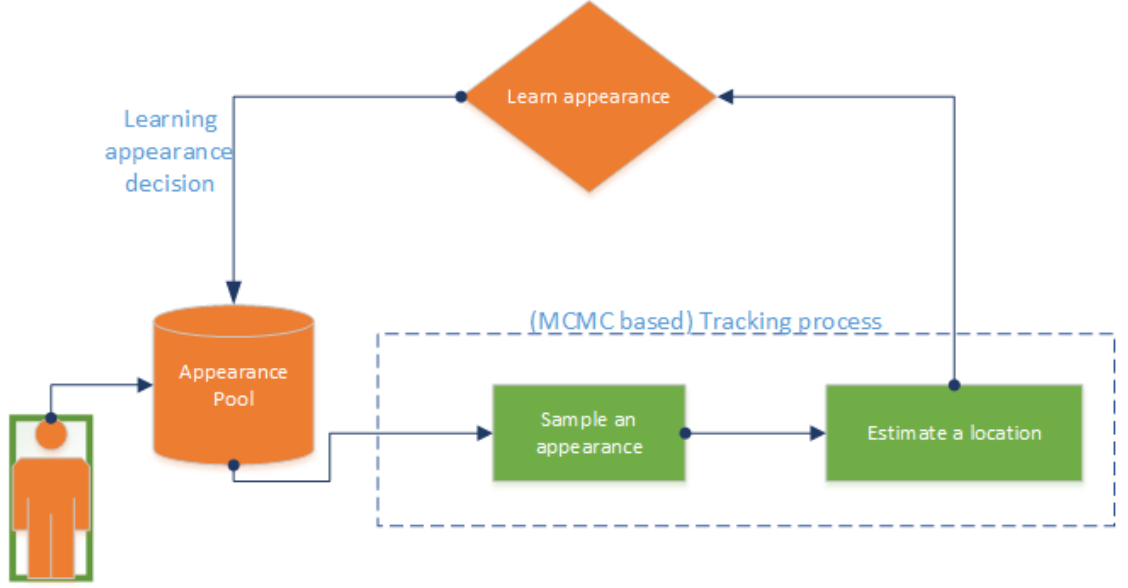 Learn appearance
Learning
appearance
decision
(MCMC based) Tracking process
Appearance
Pool
Sample an
appearance
Estimate a location